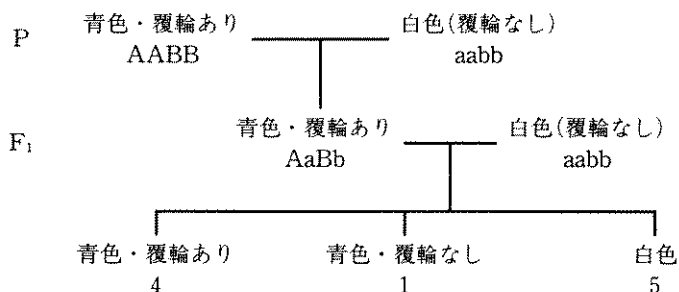 P 青色・覆輪あり 白色(覆輪なし)
AABB aabb
F₁ 青色・覆輪あり 白色(覆輪なし)
AaBb aabb
青色・覆輪あり 青色・覆輪なし 白色
4 1 5